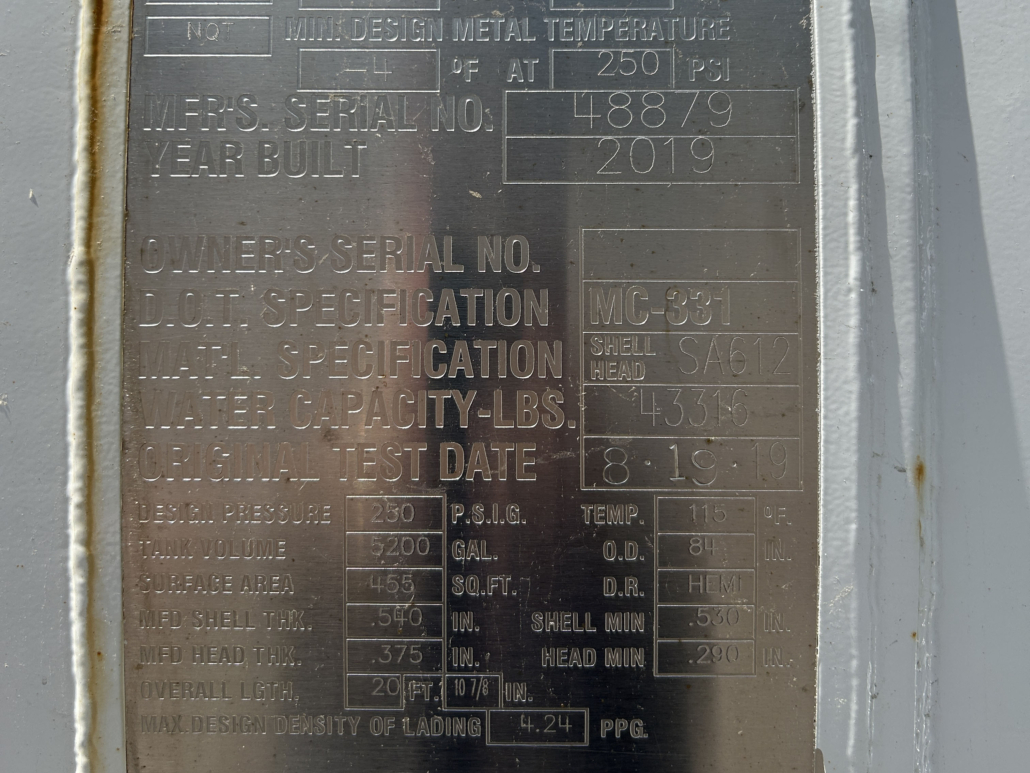 NOT MIN. DESIGN METAL TEMPERATURE
-4 °F AT 250 PSI
MFR'S. SERIAL NO. 48879
YEAR BUILT 2019
OWNER'S SERIAL NO.
D.O.T. SPECIFICATION MC-331
MAT'L. SPECIFICATION SHELL HEAD SA612
WATER CAPACITY-LBS. 43316
ORIGINAL TEST DATE 8·19·19
DESIGN PRESSURE 250 P.S.I.G. TEMP. 115 °F.
TANK VOLUME 5200 GAL. O.D. 84 IN.
SURFACE AREA 455 SQ.FT. D.R. HEMI
MFD SHELL THK. .540 IN. SHELL MIN .530 IN.
MFD HEAD THK. .375 IN. HEAD MIN .290 IN.
OVERALL LGTH. 20 FT. 10 7/8 IN.
MAX. DESIGN DENSITY OF LADING 4.24 PPG.